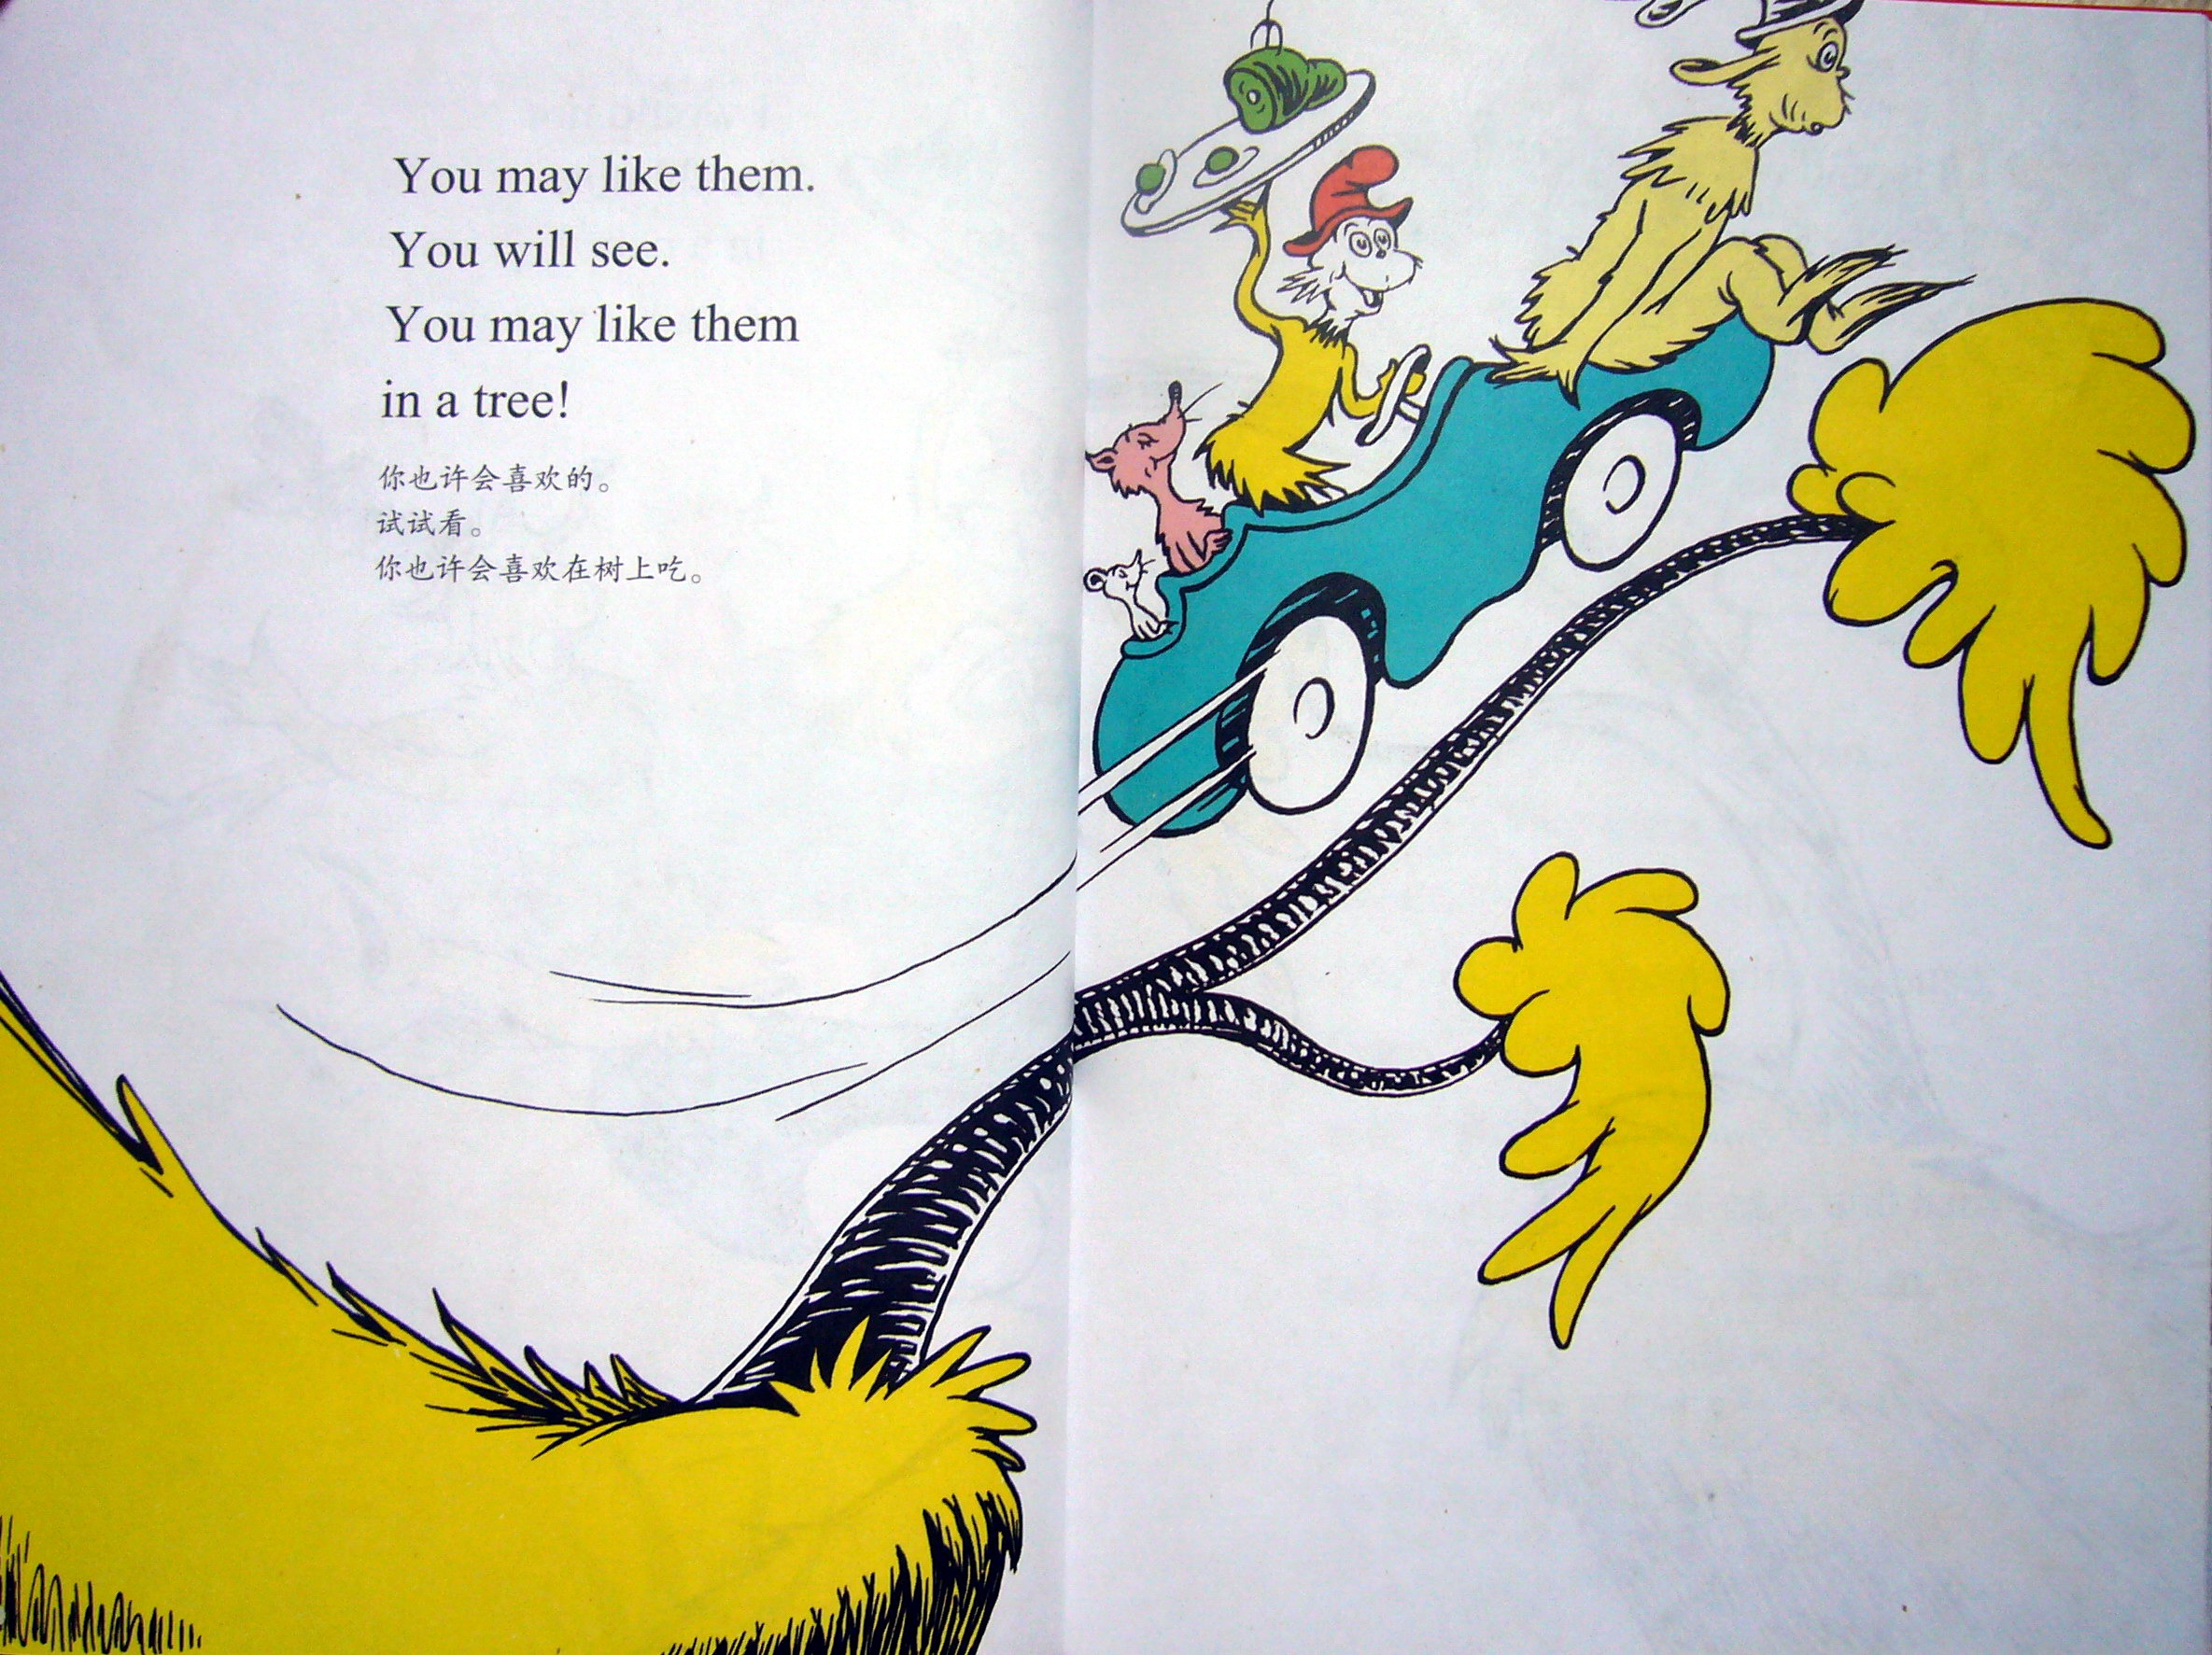 You may like them.
You will see.
You may like them
in a tree!
你也许会喜欢的。
试试看。
你也许会喜欢在树上吃。